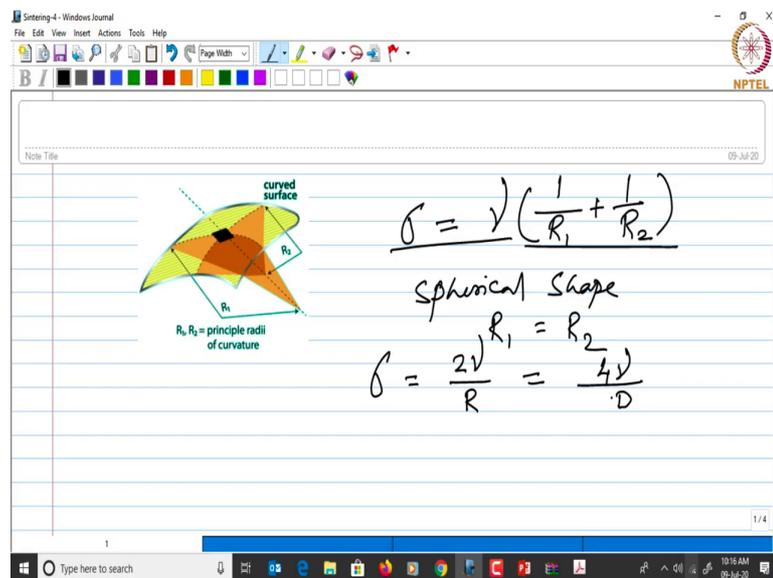 Sintering-4 - Windows Journal
File Edit View Insert Actions Tools Help
Page Width
B I
NPTEL
Note Title
09-Jul-20
curved
surface
R₂
R₁
R₁, R₂ = principle radii
of curvature
σ = γ (1/R₁ + 1/R₂)
Spherical Shape
R₁ = R₂
σ = 2γ/R = 4γ/D
1/4
1
Type here to search
10:16 AM
09-Jul-20